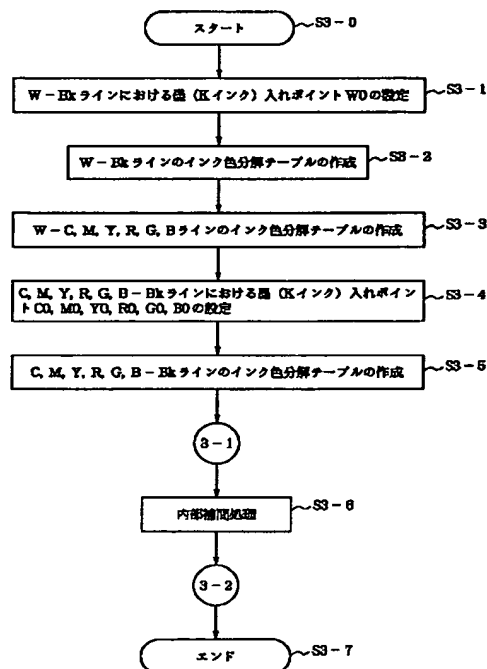 スタート
S3-0
W-Bkラインにおける墨(Kインク)入れポイントW0の設定
S3-1
W-Bkラインのインク色分解テーブルの作成
S3-2
W-C, M, Y, R, G, Bラインのインク色分解テーブルの作成
S3-3
C, M, Y, R, G, B-Bkラインにおける墨(Kインク)入れポイン
トC0, M0, Y0, R0, G0, B0の設定
S3-4
C, M, Y, R, G, B-Bkラインのインク色分解テーブルの作成
S3-5
3-1
内部補間処理
S3-6
3-2
エンド
S3-7